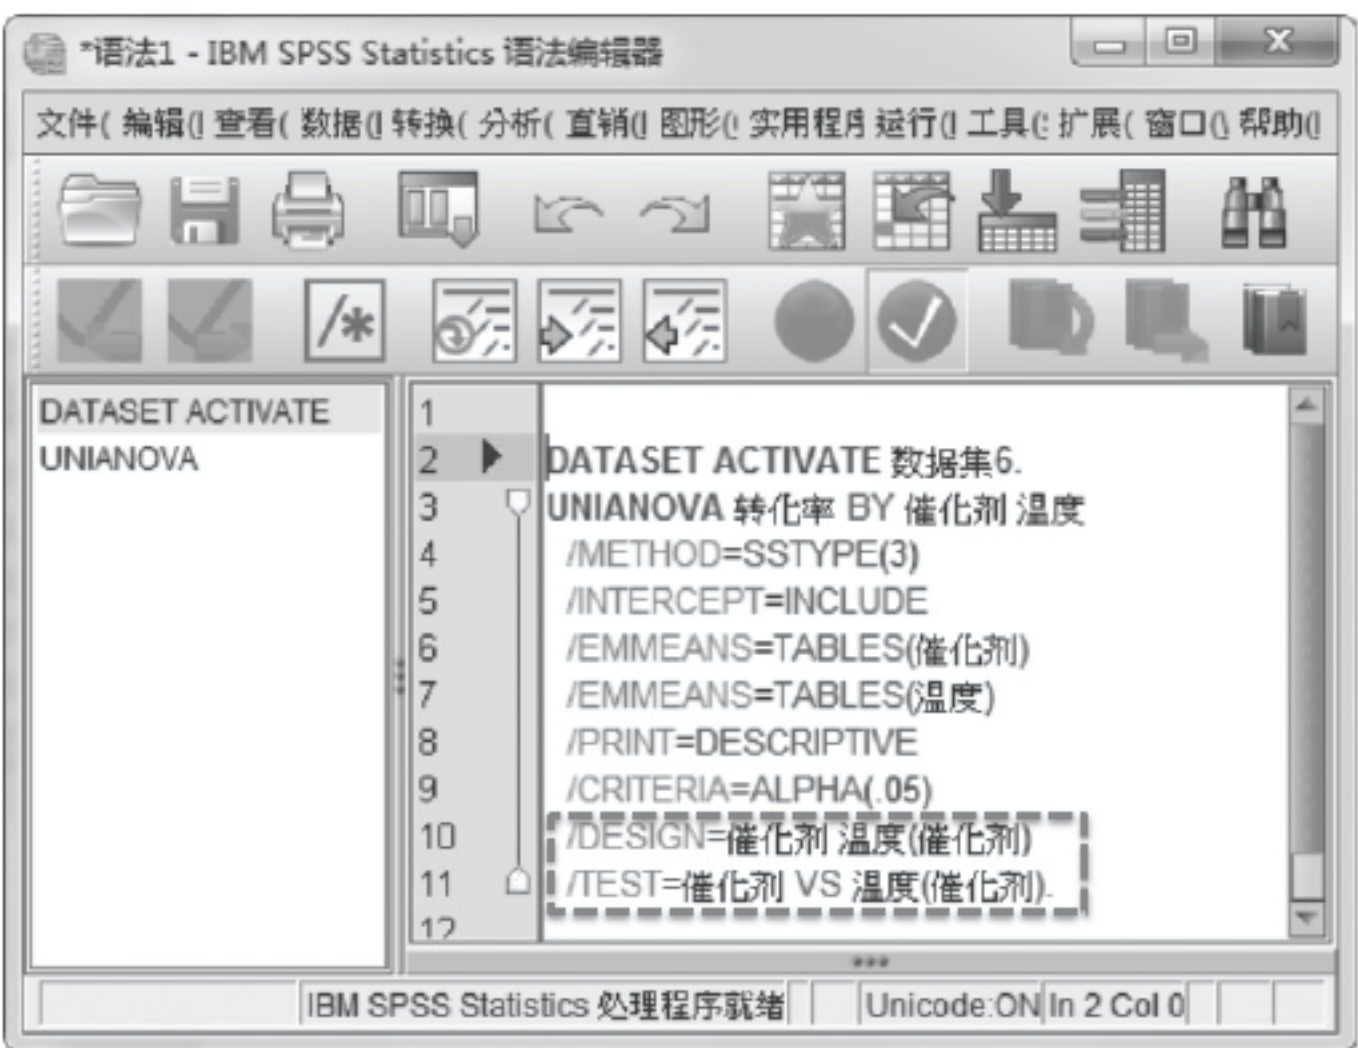 *语法1 - IBM SPSS Statistics 语法编辑器
文件( 编辑( 查看( 数据( 转换( 分析( 直销( 图形( 实用程序 运行( 工具( 扩展( 窗口( 帮助(
/*
DATASET ACTIVATE
UNIANOVA
1
2 DATASET ACTIVATE 数据集6.
3 UNIANOVA 转化率 BY 催化剂 温度
4 /METHOD=SSTYPE(3)
5 /INTERCEPT=INCLUDE
6 /EMMEANS=TABLES(催化剂)
7 /EMMEANS=TABLES(温度)
8 /PRINT=DESCRIPTIVE
9 /CRITERIA=ALPHA(.05)
10 /DESIGN=催化剂 温度(催化剂)
11 /TEST=催化剂 VS 温度(催化剂).
12
IBM SPSS Statistics 处理程序就绪 Unicode:ON In 2 Col 0